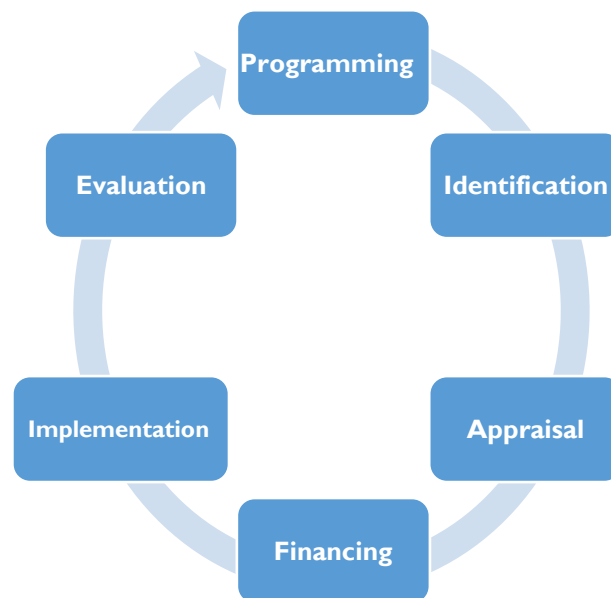 Programming
Identification
Appraisal
Financing
Implementation
Evaluation